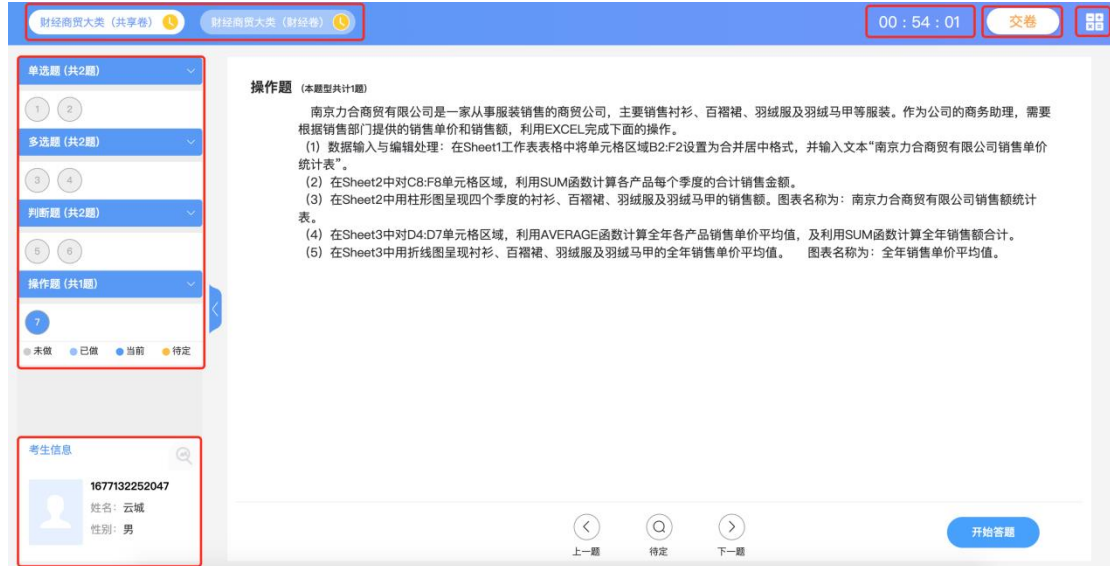 财经商贸大类（共享卷）
财经商贸大类（财经卷）
00：54：01
交卷
单选题 (共2题)
1 2
多选题 (共2题)
3 4
判断题 (共2题)
5 6
操作题 (共1题)
7
未做 已做 当前 待定
考生信息
1677132252047
姓名：云城
性别：男
操作题 （本题型共计1题）
南京力合商贸有限公司是一家从事服装销售的商贸公司，主要销售衬衫、百褶裙、羽绒服及羽绒马甲等服装。作为公司的商务助理，需要
根据销售部门提供的销售单价和销售额，利用EXCEL完成下面的操作。
（1）数据输入与编辑处理：在Sheet1工作表表格中将单元格区域B2:F2设置为合并居中格式，并输入文本“南京力合商贸有限公司销售单价
统计表”。
（2）在Sheet2中对C8:F8单元格区域，利用SUM函数计算各产品每个季度的合计销售金额。
（3）在Sheet2中用柱形图呈现四个季度的衬衫、百褶裙、羽绒服及羽绒马甲的销售额。图表名称为：南京力合商贸有限公司销售额统计
表。
（4）在Sheet3中对D4:D7单元格区域，利用AVERAGE函数计算全年各产品销售单价平均值，及利用SUM函数计算全年销售额合计。
（5）在Sheet3中用折线图呈现衬衫、百褶裙、羽绒服及羽绒马甲的全年销售单价平均值。 图表名称为：全年销售单价平均值。
上一题 待定 下一题
开始答题